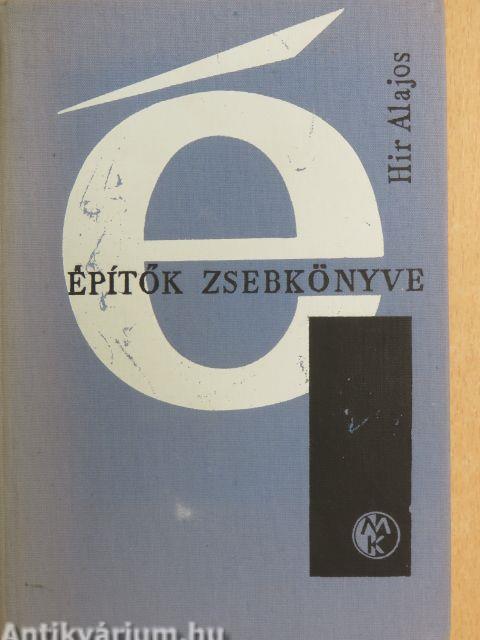 é
Hir Alajos
ÉPÍTŐK ZSEBKÖNYVE
MK
Antikvárium.hu